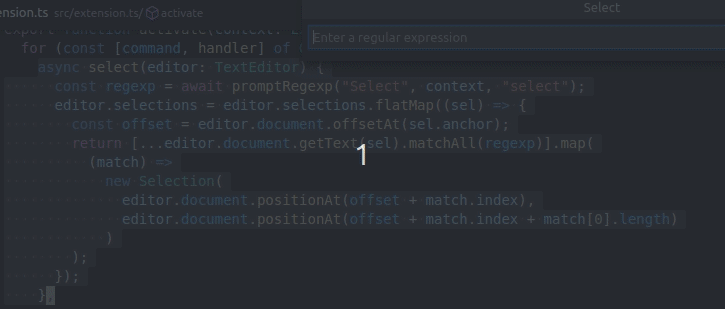 ension.ts src/extension.ts/ activate
Select
Enter a regular expression
export function activate(context: E
for (const [command, handler] of
async select(editor: TextEditor) {
const regexp = await promptRegexp("Select", context, "select");
editor.selections = editor.selections.flatMap((sel) => {
const offset = editor.document.offsetAt(sel.anchor);
return [...editor.document.getText(sel).matchAll(regexp)].map(
1
(match) =>
new Selection(
editor.document.positionAt(offset + match.index),
editor.document.positionAt(offset + match.index + match[0].length)
)
);
});
},